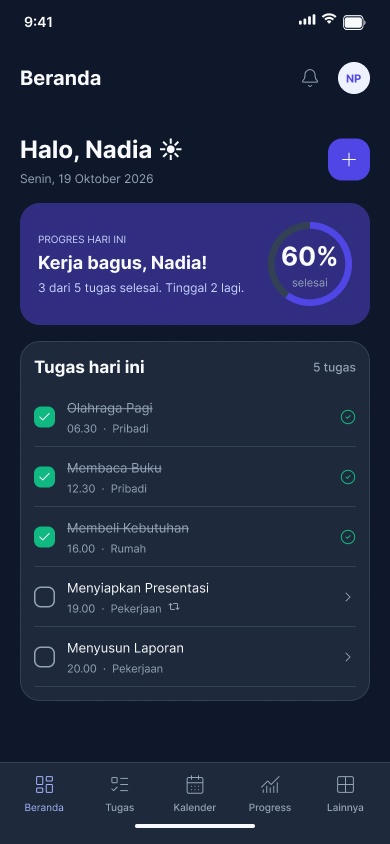 9:41
Beranda
NP
Halo, Nadia
Senin, 19 Oktober 2026
PROGRES HARI INI
Kerja bagus, Nadia!
3 dari 5 tugas selesai. Tinggal 2 lagi.
60%
selesai
Tugas hari ini
5 tugas
Olahraga Pagi
06.30 · Pribadi
Membaca Buku
12.30 · Pribadi
Membeli Kebutuhan
16.00 · Rumah
Menyiapkan Presentasi
19.00 · Pekerjaan
Menyusun Laporan
20.00 · Pekerjaan
Beranda
Tugas
Kalender
Progress
Lainnya